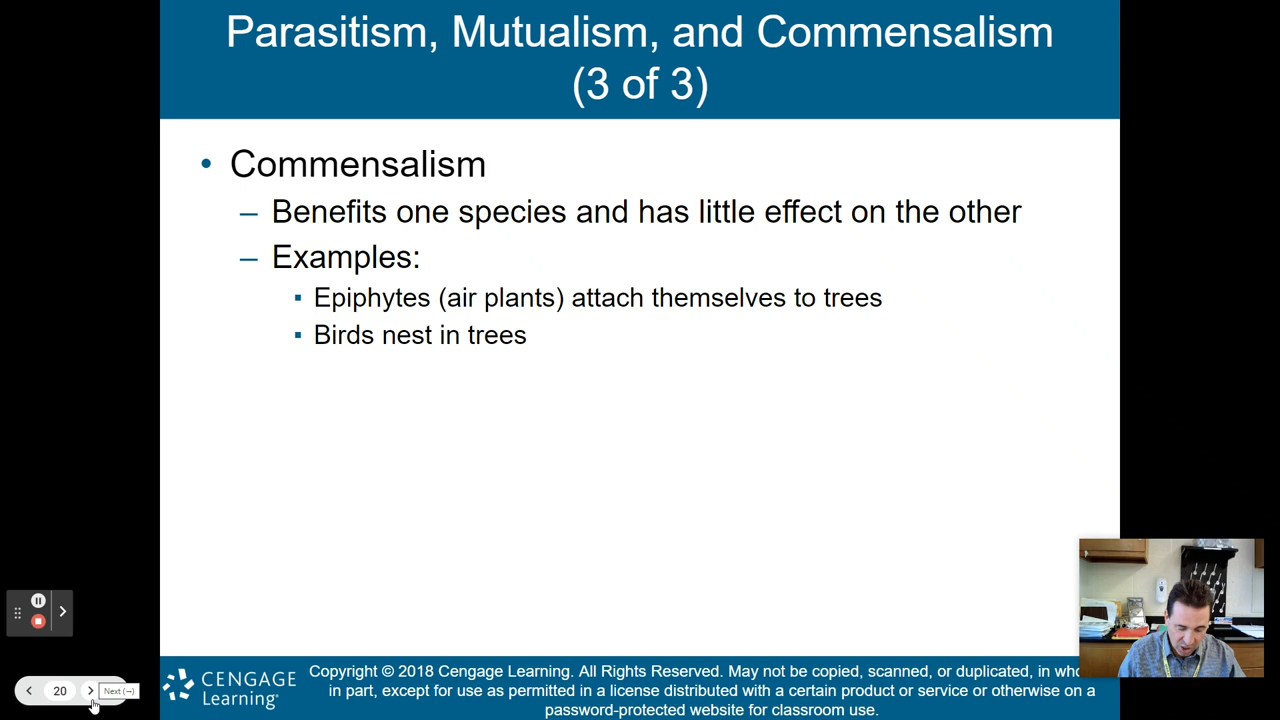 Parasitism, Mutualism, and Commensalism
(3 of 3)
• Commensalism
– Benefits one species and has little effect on the other
– Examples:
▪ Epiphytes (air plants) attach themselves to trees
▪ Birds nest in trees
20
Next (→)
CENGAGE
Learning
Copyright © 2018 Cengage Learning. All Rights Reserved. May not be copied, scanned, or duplicated, in
in part, except for use as permitted in a license distributed with a certain product or service or otherwise on a
password-protected website for classroom use.